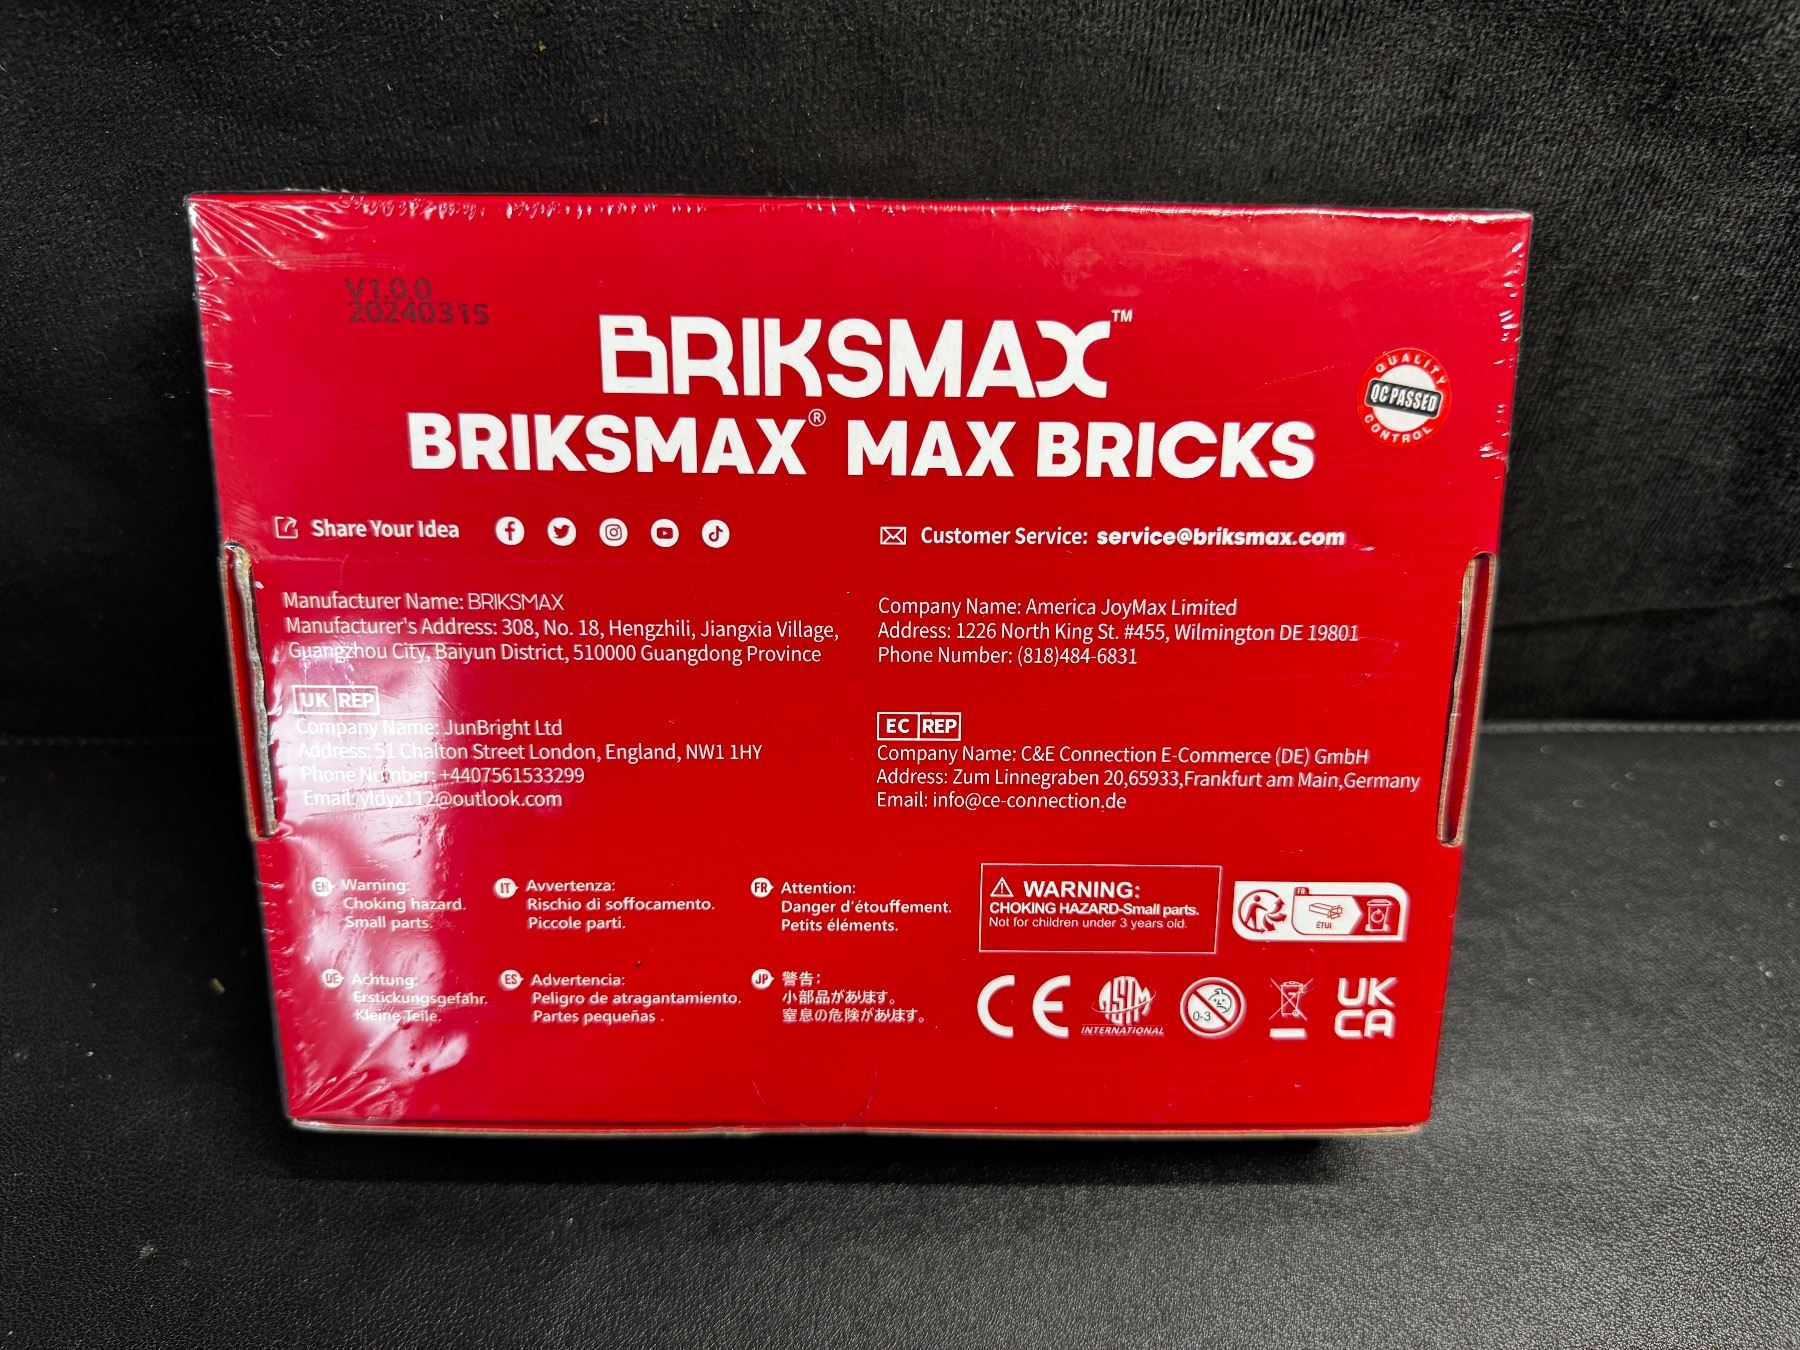 V1.0.0
20240315
BRIKSMAX™
BRIKSMAX® MAX BRICKS
QUALITY
QC PASSED
CONTROL
Share Your Idea
Customer Service: service@briksmax.com
Manufacturer Name: BRIKSMAX
Manufacturer's Address: 308, No. 18, Hengzhili, Jiangxia Village,
Guangzhou City, Baiyun District, 510000 Guangdong Province
Company Name: America JoyMax Limited
Address: 1226 North King St. #455, Wilmington DE 19801
Phone Number: (818)484-6831
UK REP
Company Name: JunBright Ltd
Address: 51 Chalton Street London, England, NW1 1HY
Phone Number: +4407561533299
Email: yldyx112@outlook.com
EC REP
Company Name: C&E Connection E-Commerce (DE) GmbH
Address: Zum Linnegraben 20,65933,Frankfurt am Main,Germany
Email: info@ce-connection.de
EN Warning:
Choking hazard.
Small parts.
IT Avvertenza:
Rischio di soffocamento.
Piccole parti.
FR Attention:
Danger d'étouffement.
Petits éléments.
WARNING:
CHOKING HAZARD-Small parts.
Not for children under 3 years old.
FR
ÉTUI
DE Achtung:
Erstickungsgefahr.
Kleine Teile.
ES Advertencia:
Peligro de atragantamiento.
Partes pequeñas .
JP 警告：
小部品があります。
窒息の危険があります。
CE
ASTM
INTERNATIONAL
0-3
UK
CA